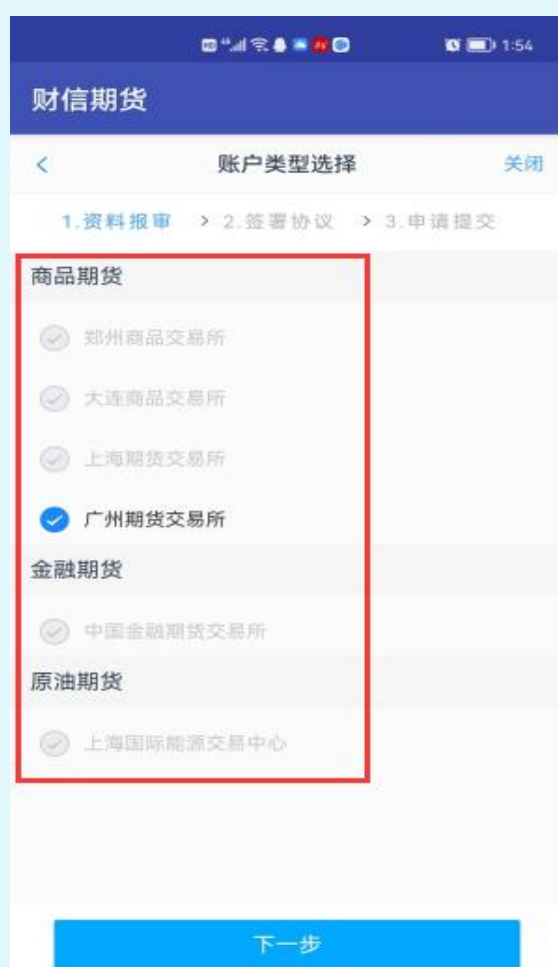 1:54
财信期货
账户类型选择
关闭
1.资料报审 > 2.签署协议 > 3.申请提交
商品期货
郑州商品交易所
大连商品交易所
上海期货交易所
广州期货交易所
金融期货
中国金融期货交易所
原油期货
上海国际能源交易中心
下一步